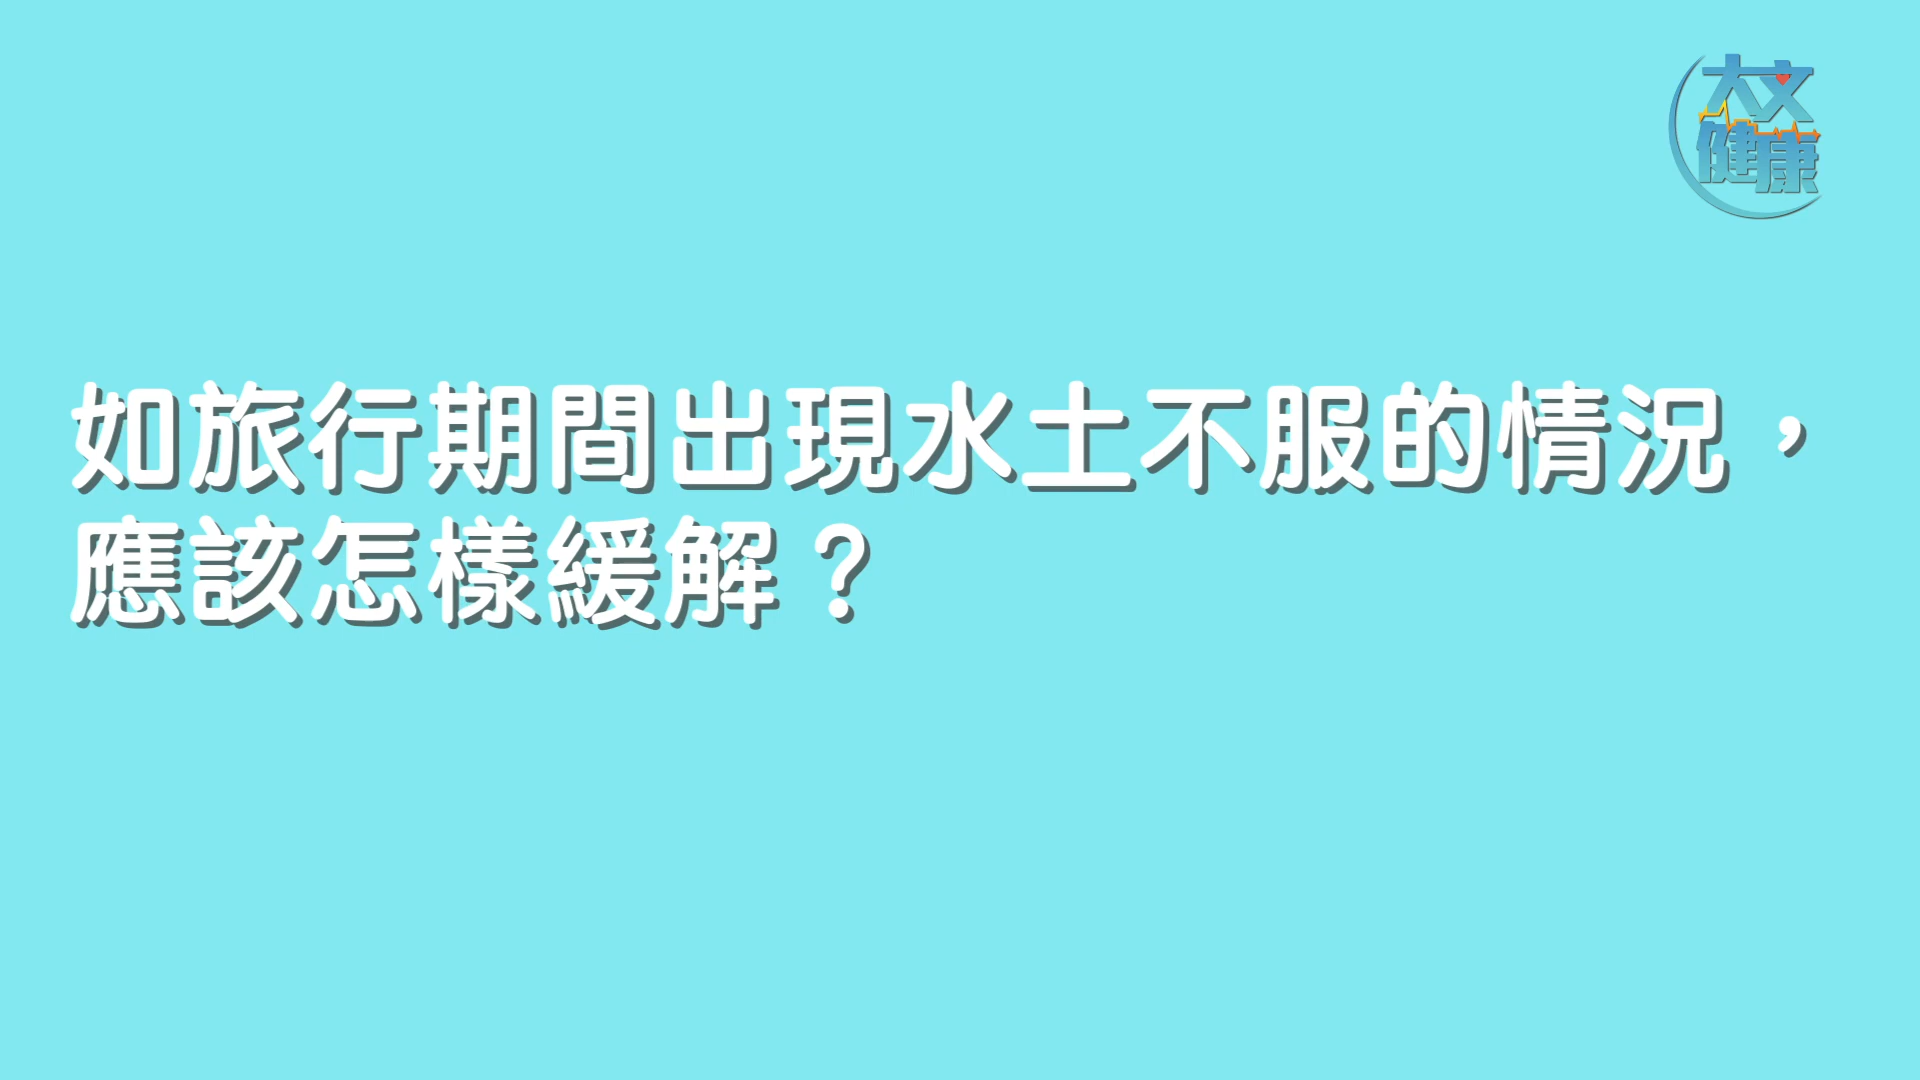 大文
健康
如旅行期間出現水土不服的情況，
應該怎樣緩解？